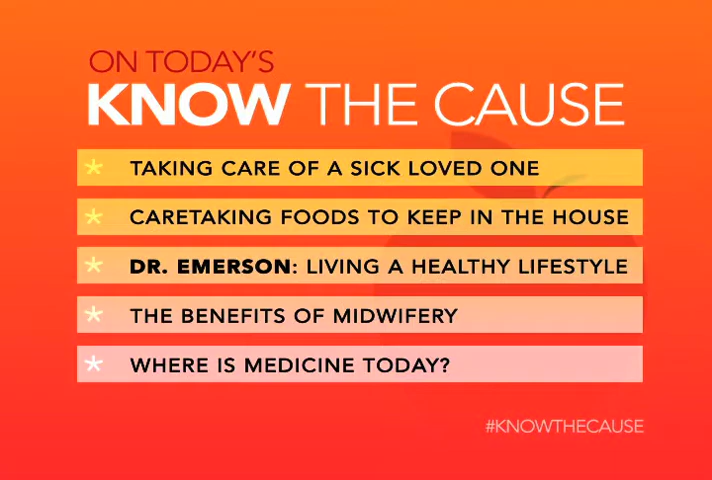 ON TODAY'S
KNOW THE CAUSE
* TAKING CARE OF A SICK LOVED ONE
* CARETAKING FOODS TO KEEP IN THE HOUSE
* DR. EMERSON: LIVING A HEALTHY LIFESTYLE
* THE BENEFITS OF MIDWIFERY
* WHERE IS MEDICINE TODAY?
#KNOWTHECAUSE